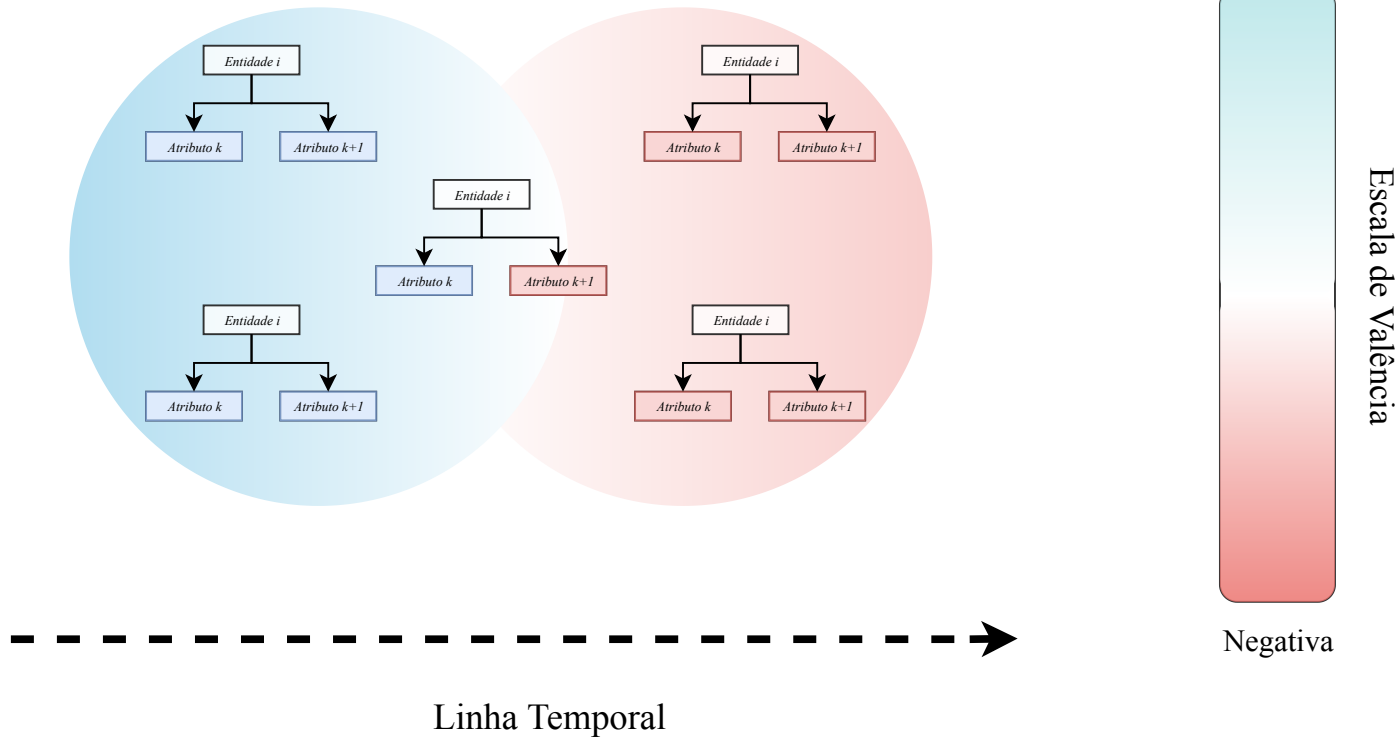 Entidade i
Atributo k
Atributo k+1
Entidade i
Atributo k
Atributo k+1
Entidade i
Atributo k
Atributo k+1
Entidade i
Atributo k
Atributo k+1
Entidade i
Atributo k
Atributo k+1
Linha Temporal
Escala de Valência
Negativa